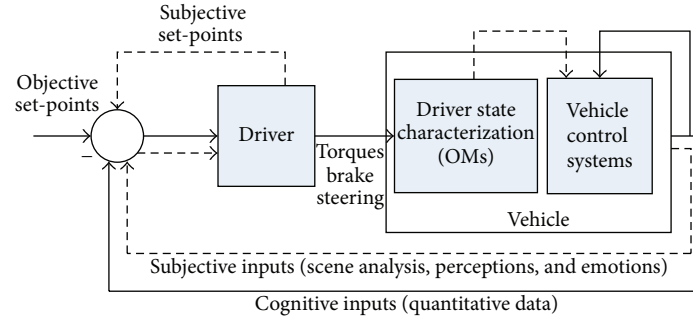 Subjective
set-points
Objective
set-points
−
Driver
Torques
brake
steering
Driver state
characterization
(OMs)
Vehicle
control
systems
Vehicle
Subjective inputs (scene analysis, perceptions, and emotions)
Cognitive inputs (quantitative data)